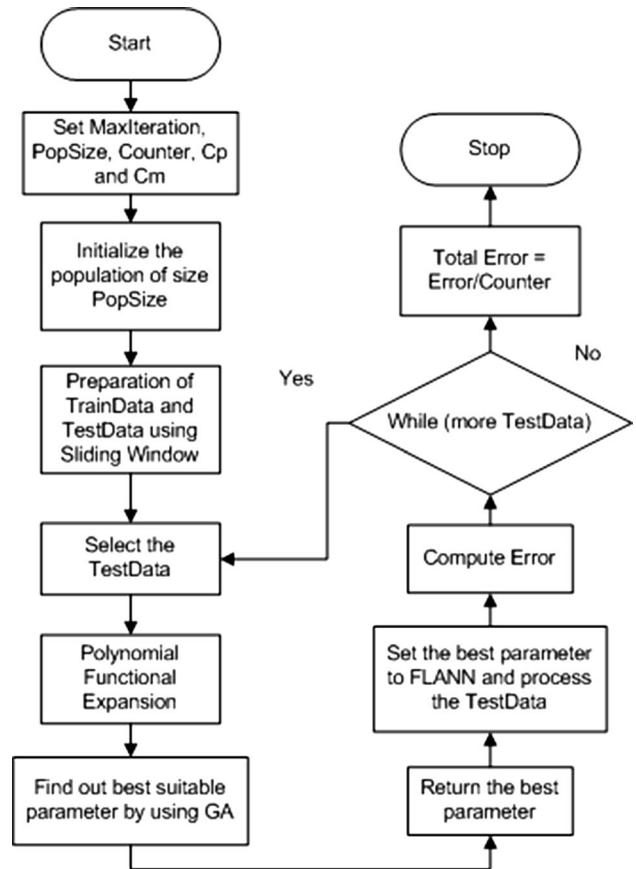 Start
Set MaxIteration,
PopSize, Counter, Cp
and Cm
Initialize the
population of size
PopSize
Preparation of
TrainData and
TestData using
Sliding Window
Select the
TestData
Polynomial
Functional
Expansion
Find out best suitable
parameter by using GA
Return the best
parameter
Set the best parameter
to FLANN and process
the TestData
Compute Error
While (more TestData)
Yes
No
Total Error =
Error/Counter
Stop